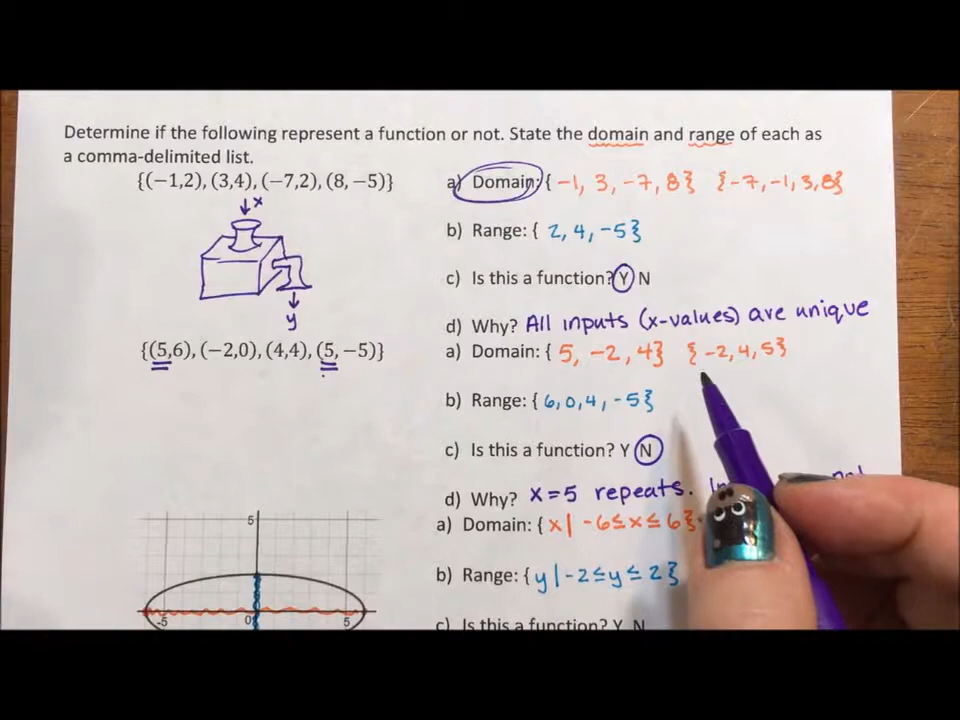 Determine if the following represent a function or not. State the domain and range of each as
a comma-delimited list.
{(−1,2), (3,4), (−7,2), (8, −5)}
a) Domain: { -1, 3, -7, 8} {-7, -1, 3, 8}
x
b) Range: { 2, 4, -5}
c) Is this a function? Y N
y
d) Why? All inputs (x-values) are unique
{(5,6), (−2,0), (4,4), (5, −5)}
a) Domain: { 5, -2, 4} {-2, 4, 5}
b) Range: { 6, 0, 4, -5}
c) Is this a function? Y N
d) Why? x=5 repeats.
5
a) Domain: { x | -6≤x≤6}
b) Range: { y | -2≤y≤2}
-5 0 5
c) Is this a function? Y N